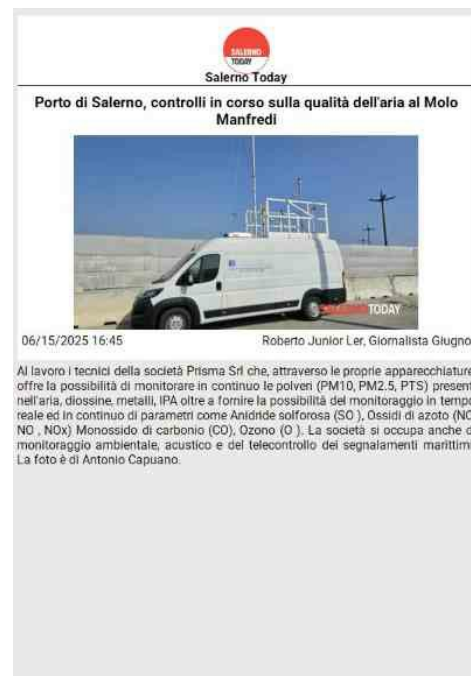 SALERNO
TODAY
Salerno Today
Porto di Salerno, controlli in corso sulla qualità dell'aria al Molo
Manfredi
TODAY
06/15/2025 16:45
Roberto Junior Ler, Giornalista Giugno
Al lavoro i tecnici della società Prisma Srl che, attraverso le proprie apparecchiature
offre la possibilità di monitorare in continuo le polveri (PM10, PM2.5, PTS) present
nell'aria, diossine, metalli, IPA oltre a fornire la possibilità del monitoraggio in tempo
reale ed in continuo di parametri come Anidride solforosa (SO ), Ossidi di azoto (NO
NO , NOx) Monossido di carbonio (CO), Ozono (O ). La società si occupa anche d
monitoraggio ambientale, acustico e del telecontrollo dei segnalamenti marittim
La foto è di Antonio Capuano.